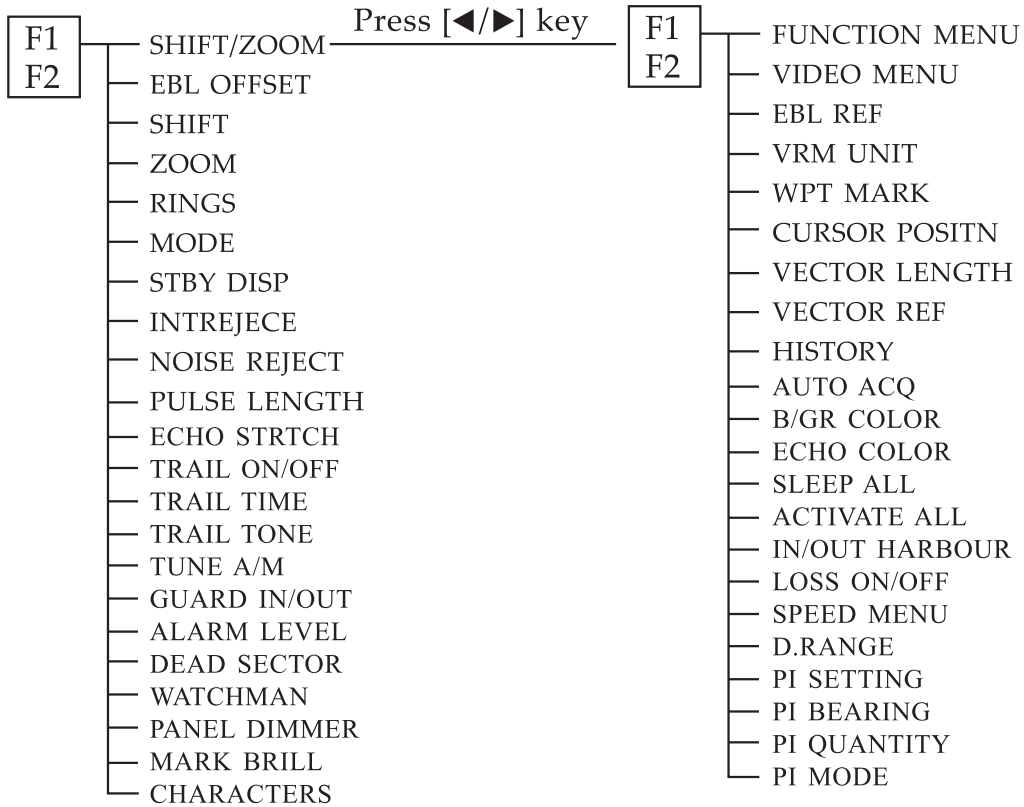 F1
F2
SHIFT/ZOOM
EBL OFFSET
SHIFT
ZOOM
RINGS
MODE
STBY DISP
INTREJECE
NOISE REJECT
PULSE LENGTH
ECHO STRTCH
TRAIL ON/OFF
TRAIL TIME
TRAIL TONE
TUNE A/M
GUARD IN/OUT
ALARM LEVEL
DEAD SECTOR
WATCHMAN
PANEL DIMMER
MARK BRILL
CHARACTERS
Press [◀/▶] key
F1
F2
FUNCTION MENU
VIDEO MENU
EBL REF
VRM UNIT
WPT MARK
CURSOR POSITN
VECTOR LENGTH
VECTOR REF
HISTORY
AUTO ACQ
B/GR COLOR
ECHO COLOR
SLEEP ALL
ACTIVATE ALL
IN/OUT HARBOUR
LOSS ON/OFF
SPEED MENU
D.RANGE
PI SETTING
PI BEARING
PI QUANTITY
PI MODE